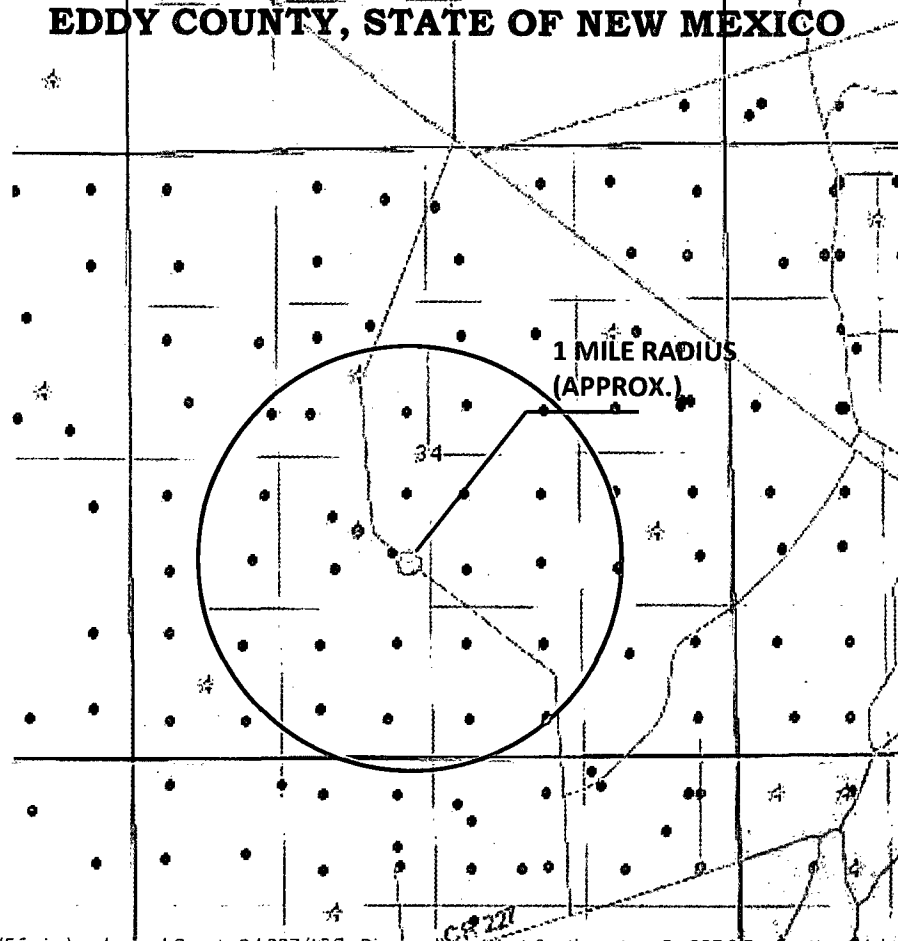 EDDY COUNTY, STATE OF NEW MEXICO
1 MILE RADIUS
(APPROX.)
34
CR 227